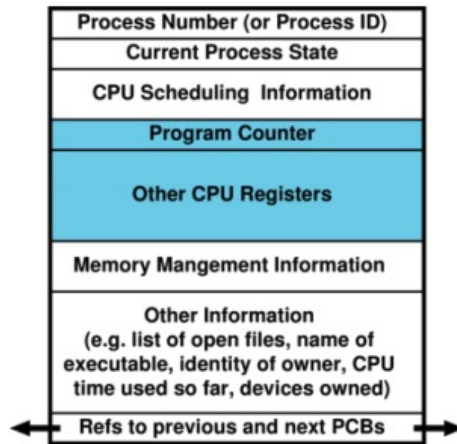 Process Number (or Process ID)
Current Process State
CPU Scheduling Information
Program Counter
Other CPU Registers
Memory Mangement Information
Other Information
(e.g. list of open files, name of
executable, identity of owner, CPU
time used so far, devices owned)
Refs to previous and next PCBs